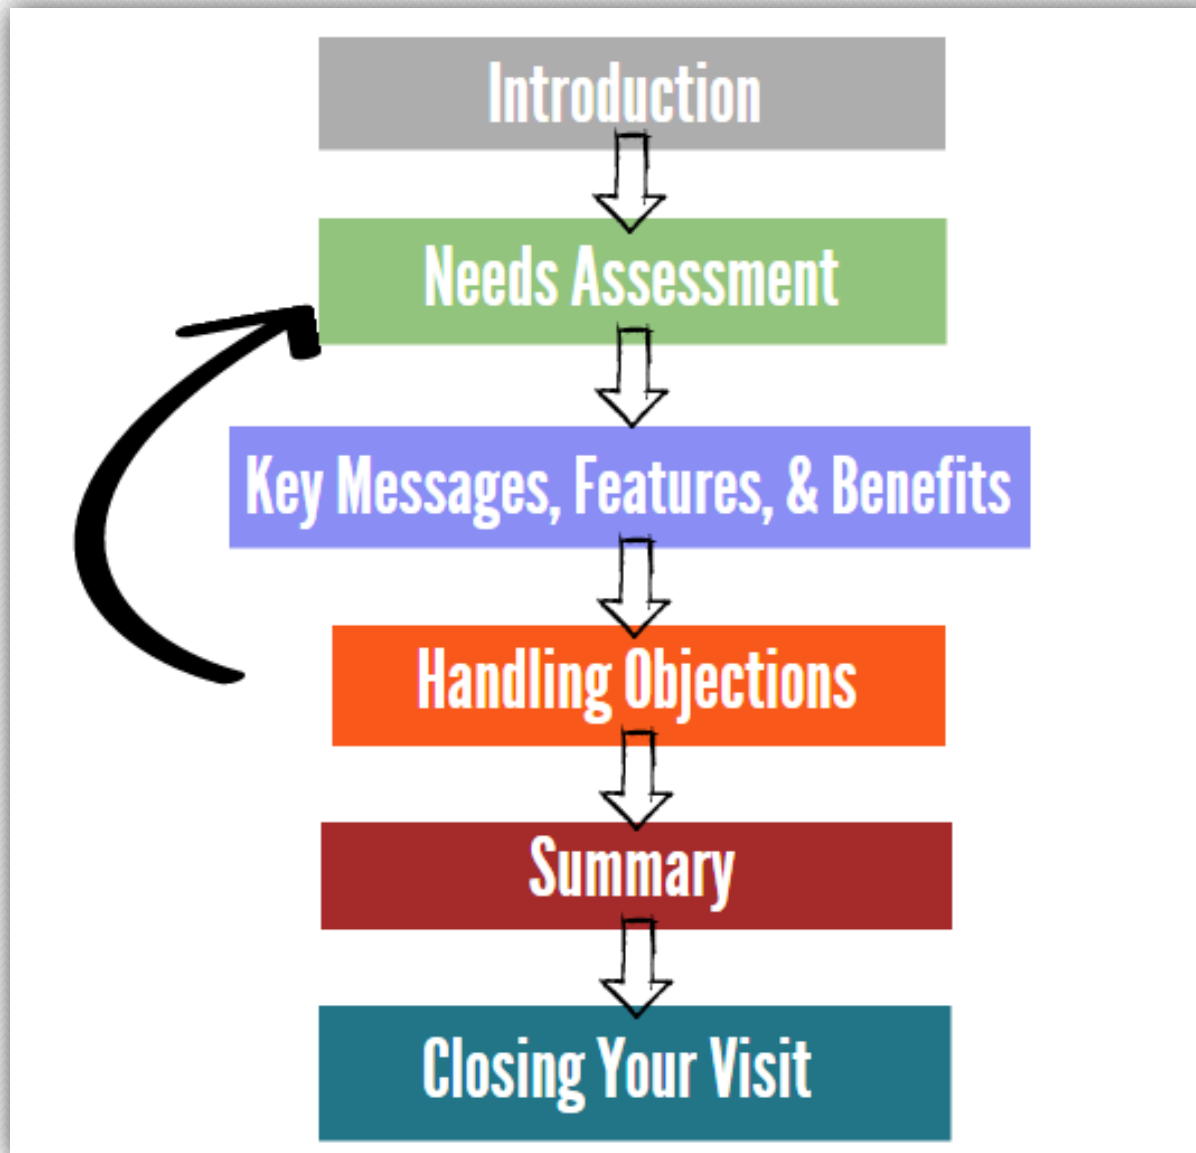 Introduction
Needs Assessment
Key Messages, Features, & Benefits
Handling Objections
Summary
Closing Your Visit